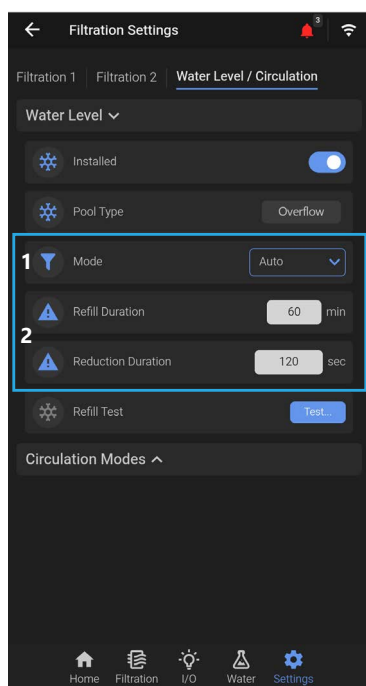 Filtration Settings
3
Filtration 1 Filtration 2 Water Level / Circulation
Water Level
Installed
Pool Type Overflow
1 Mode Auto
Refill Duration 60 min
2
Reduction Duration 120 sec
Refill Test Test...
Circulation Modes
Home Filtration I/O Water Settings